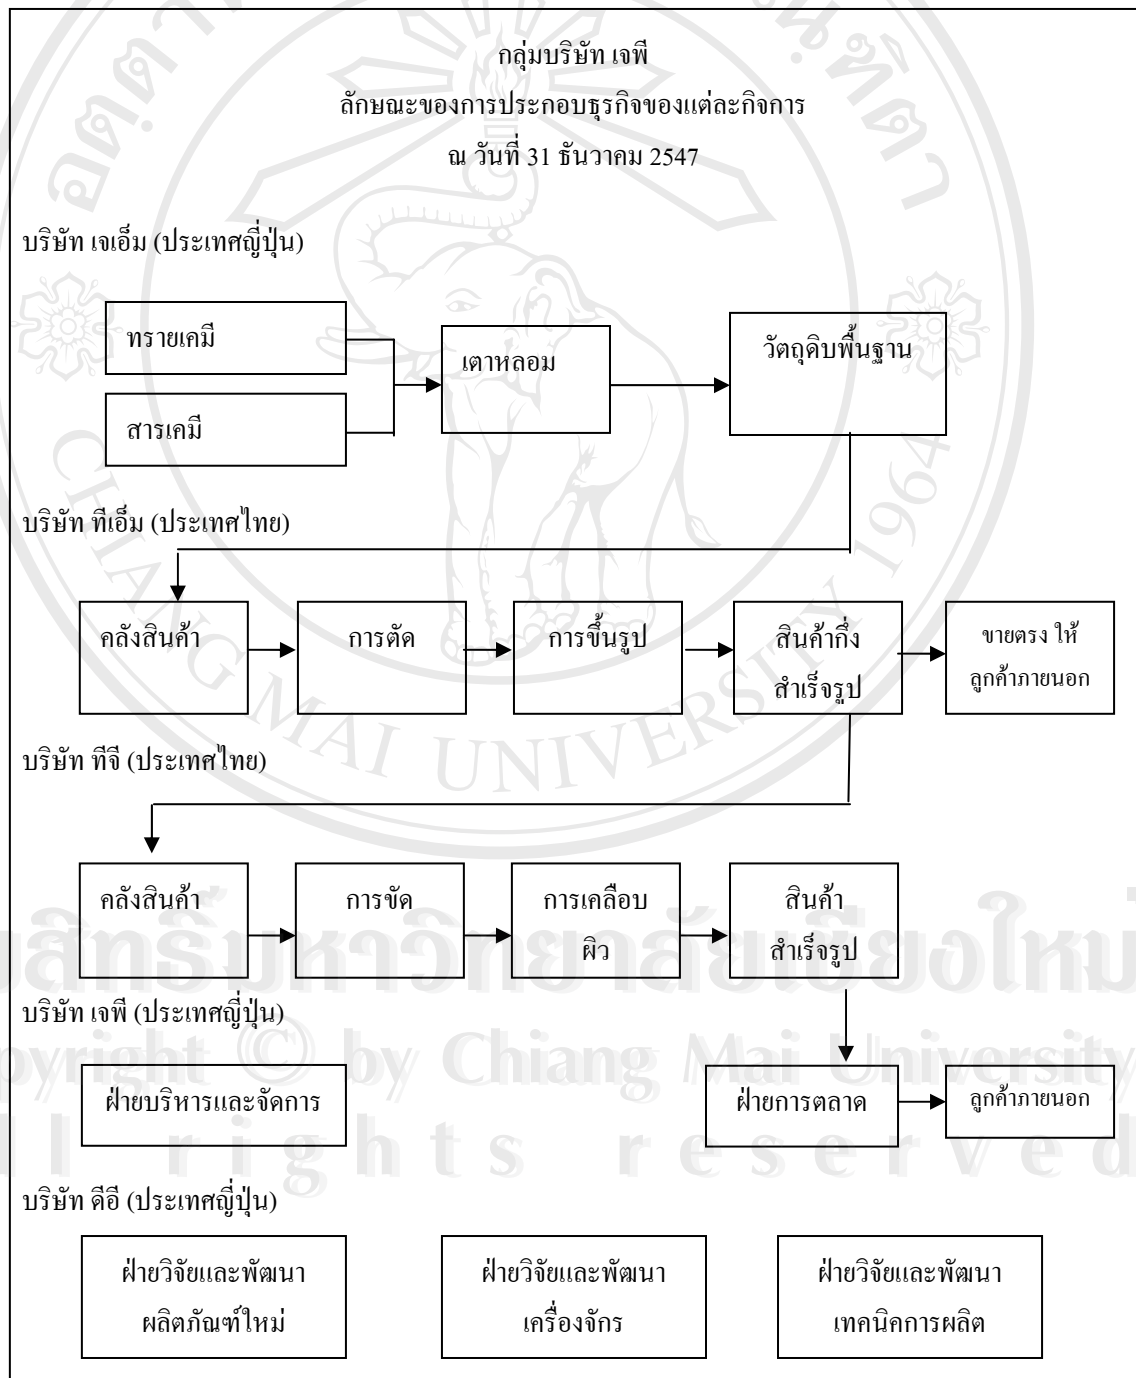 กลุ่มบริษัท เจพี
ลักษณะของการประกอบธุรกิจของแต่ละกิจการ
ณ วันที่ 31 ธันวาคม 2547
บริษัท เจเอ็ม (ประเทศญี่ปุ่น)
ทรายเคมี
สารเคมี
เตาหลอม
วัตถุดิบพื้นฐาน
บริษัท ทีเอ็ม (ประเทศไทย)
คลังสินค้า
การตัด
การขึ้นรูป
สินค้ากึ่ง
สำเร็จรูป
ขายตรง ให้
ลูกค้าภายนอก
บริษัท ทีจี (ประเทศไทย)
คลังสินค้า
การขัด
การเคลือบ
ผิว
สินค้า
สำเร็จรูป
บริษัท เจพี (ประเทศญี่ปุ่น)
ฝ่ายบริหารและจัดการ
ฝ่ายการตลาด
ลูกค้าภายนอก
บริษัท ดีอี (ประเทศญี่ปุ่น)
ฝ่ายวิจัยและพัฒนา
ผลิตภัณฑ์ใหม่
ฝ่ายวิจัยและพัฒนา
เครื่องจักร
ฝ่ายวิจัยและพัฒนา
เทคนิคการผลิต
CHIANG MAI UNIVERSITY 1964
สิทธิ์มหาวิทยาลัยเชียงใหม่
pyright © by Chiang Mai University
l l rights reserved